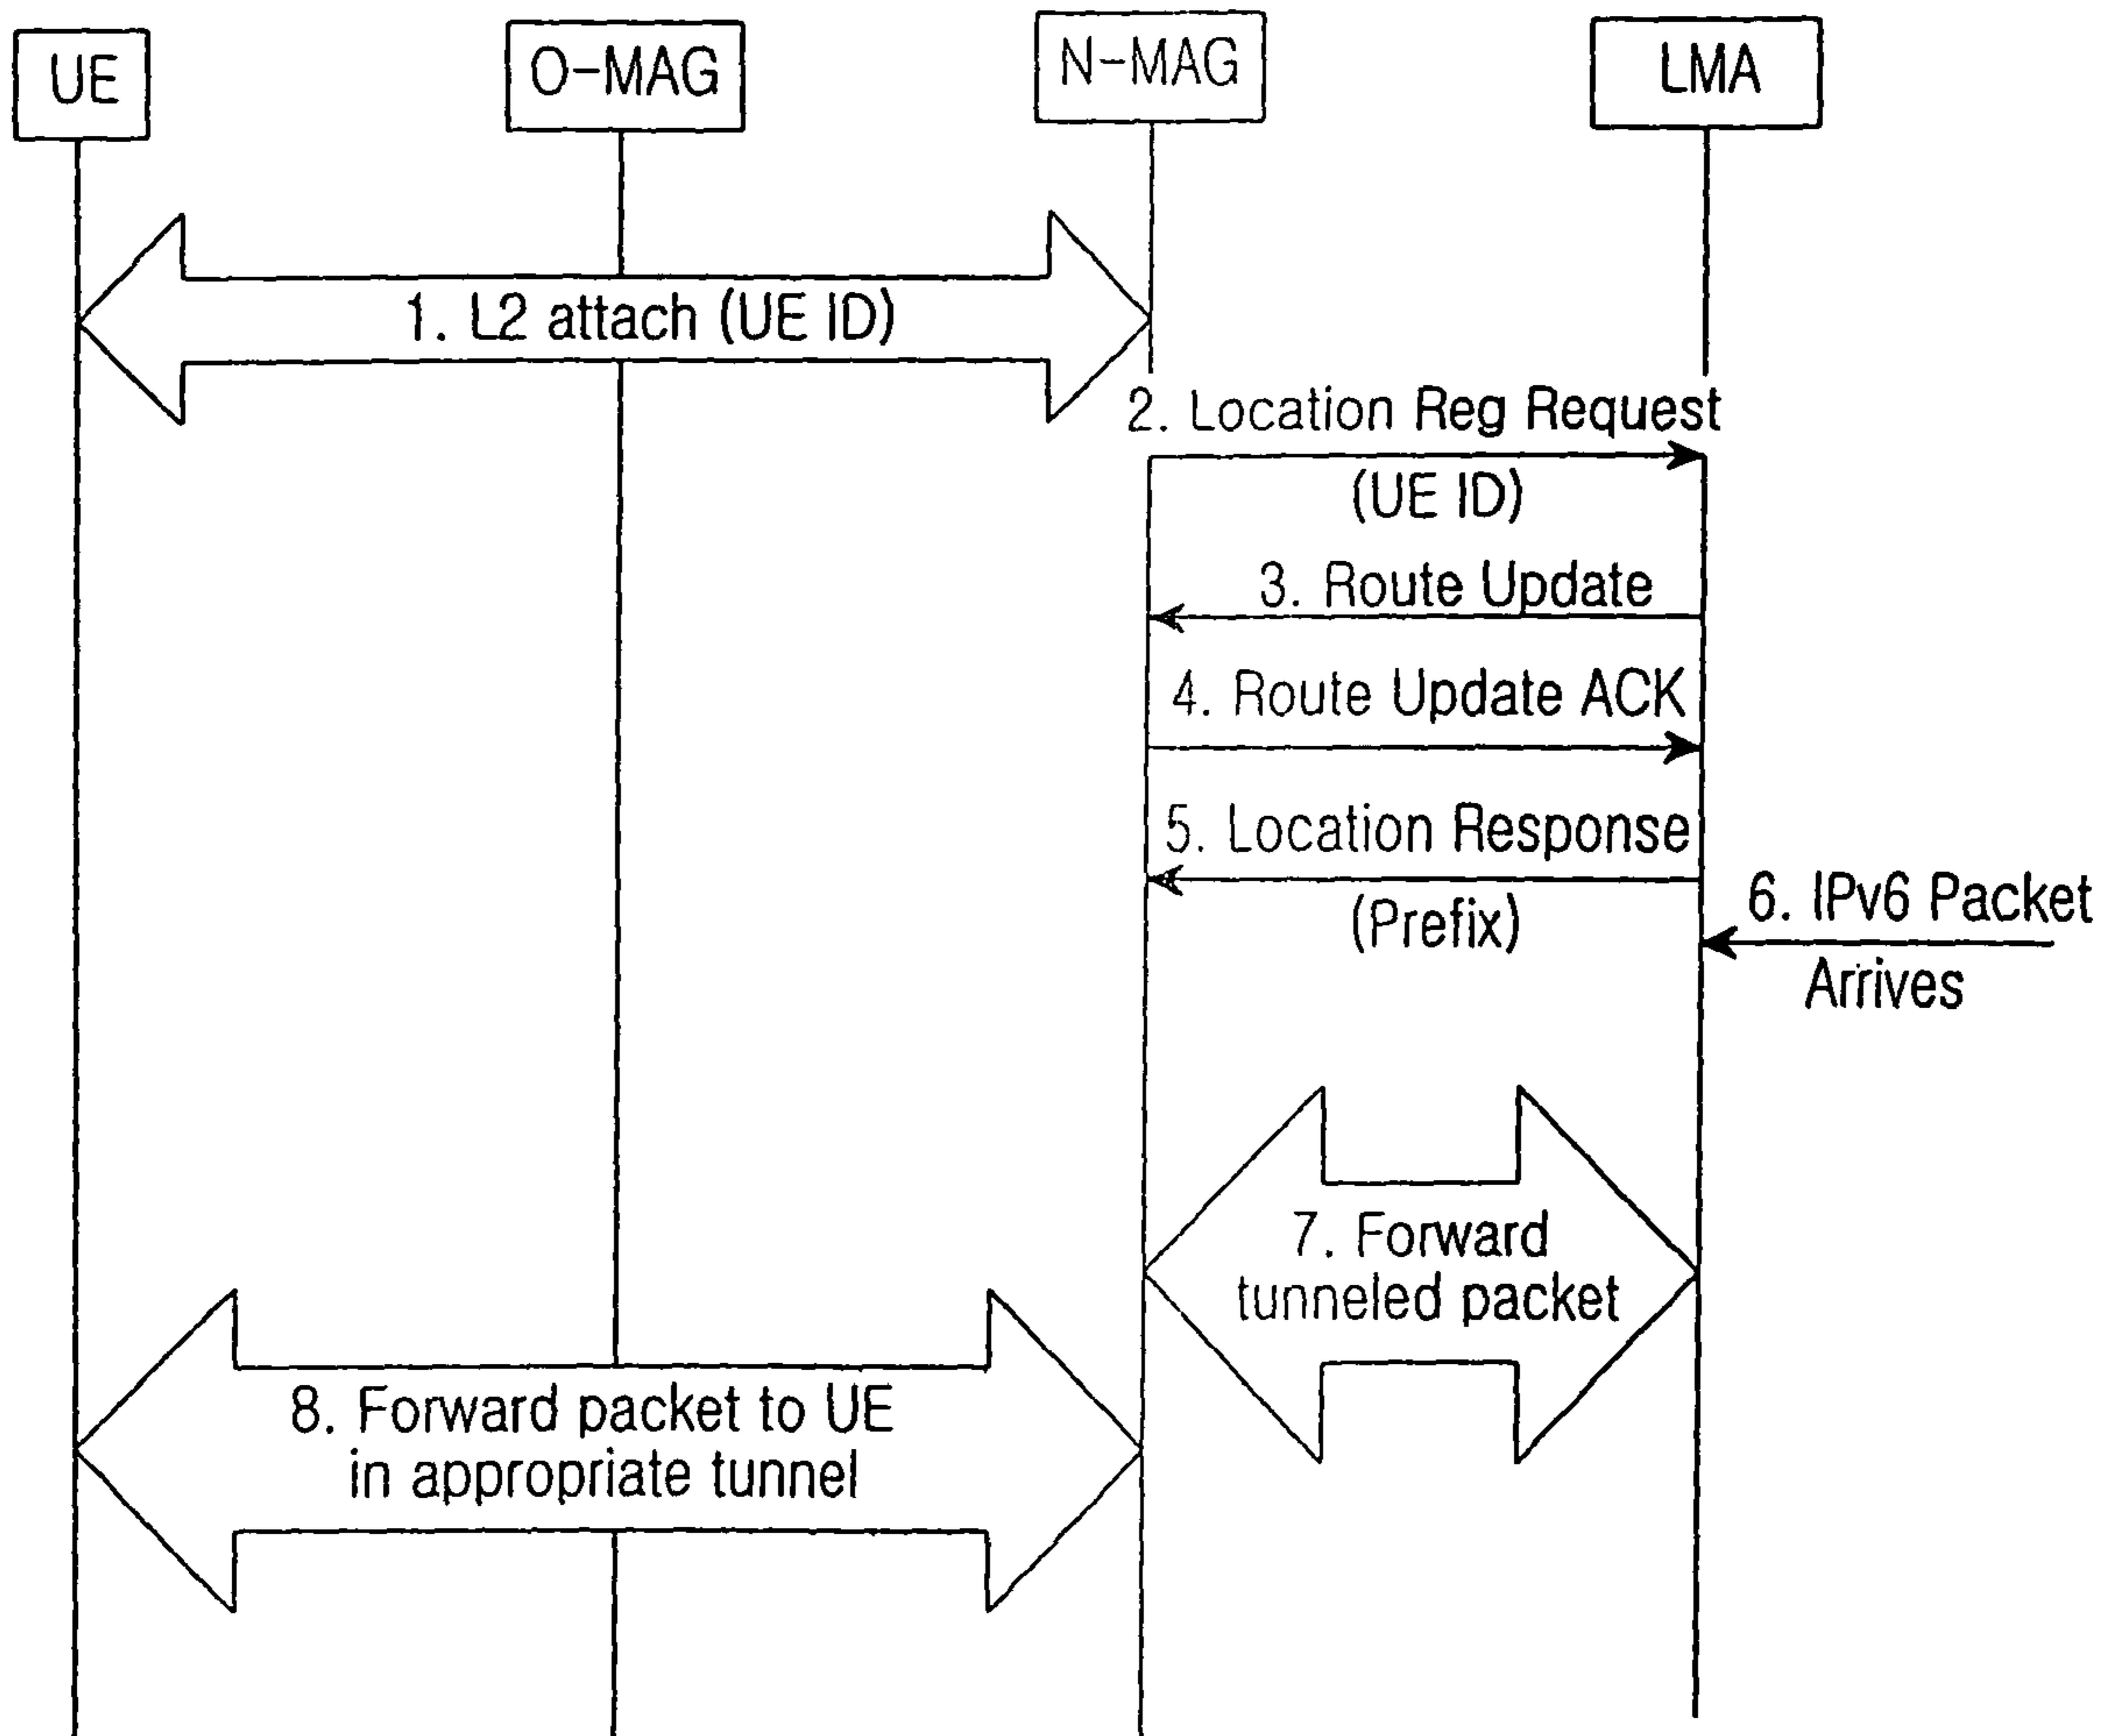 UE
O-MAG
N-MAG
LMA
1. L2 attach (UE ID)
2. Location Reg Request
(UE ID)
3. Route Update
4. Route Update ACK
5. Location Response
(Prefix)
6. IPv6 Packet
Arrives
7. Forward
tunneled packet
8. Forward packet to UE
in appropriate tunnel